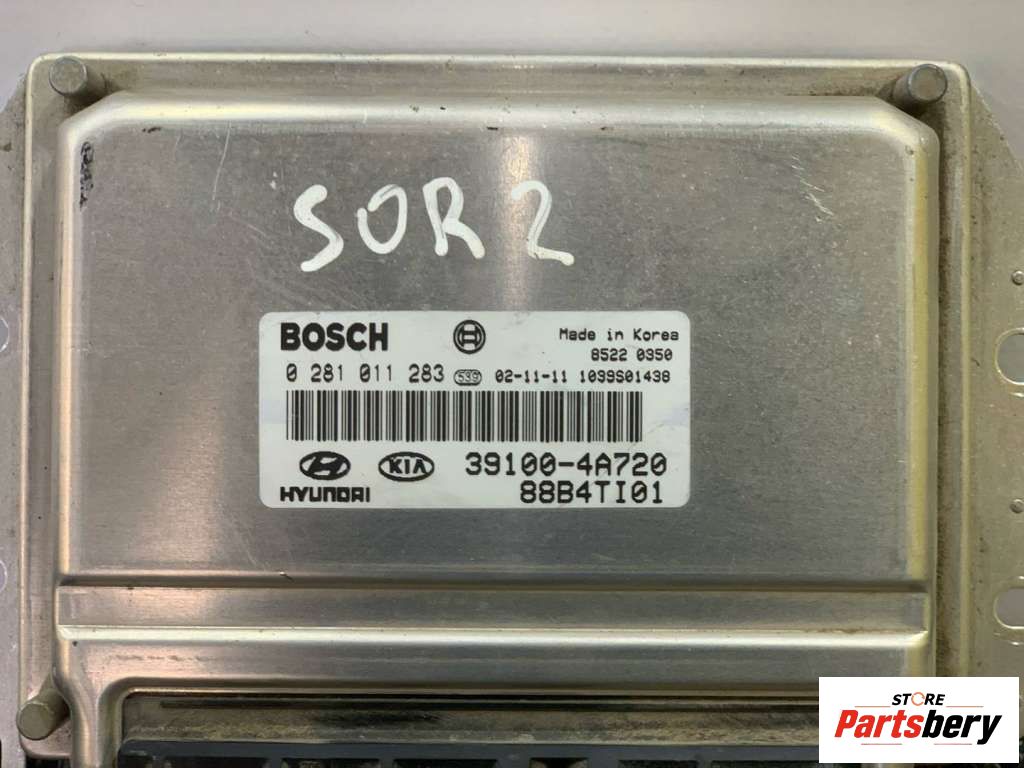 SOR 2
BOSCH
Made in Korea
8522 0350
0 281 011 283 539 02-11-11 1039S01438
HYUNDAI KIA 39100-4A720
88B4TI01
STORE
Partsbery